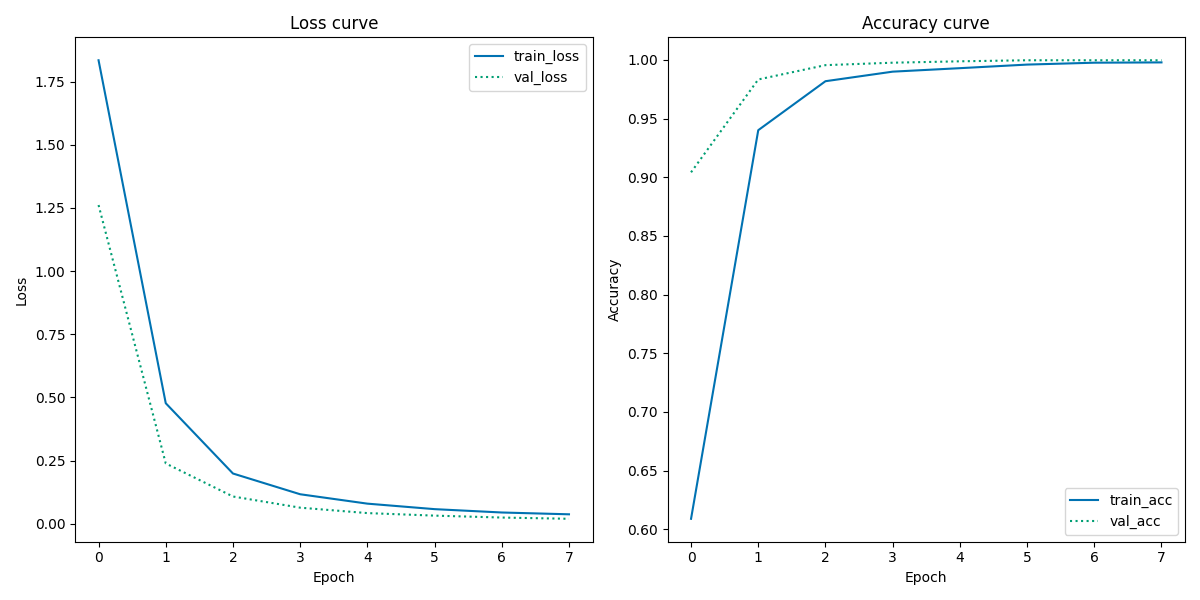 Loss curve
train_loss
val_loss
1.75
1.50
1.25
1.00
0.75
0.50
0.25
0.00
Loss
0 1 2 3 4 5 6 7
Epoch
Accuracy curve
1.00
0.95
0.90
0.85
0.80
0.75
0.70
0.65
0.60
Accuracy
train_acc
val_acc
0 1 2 3 4 5 6 7
Epoch